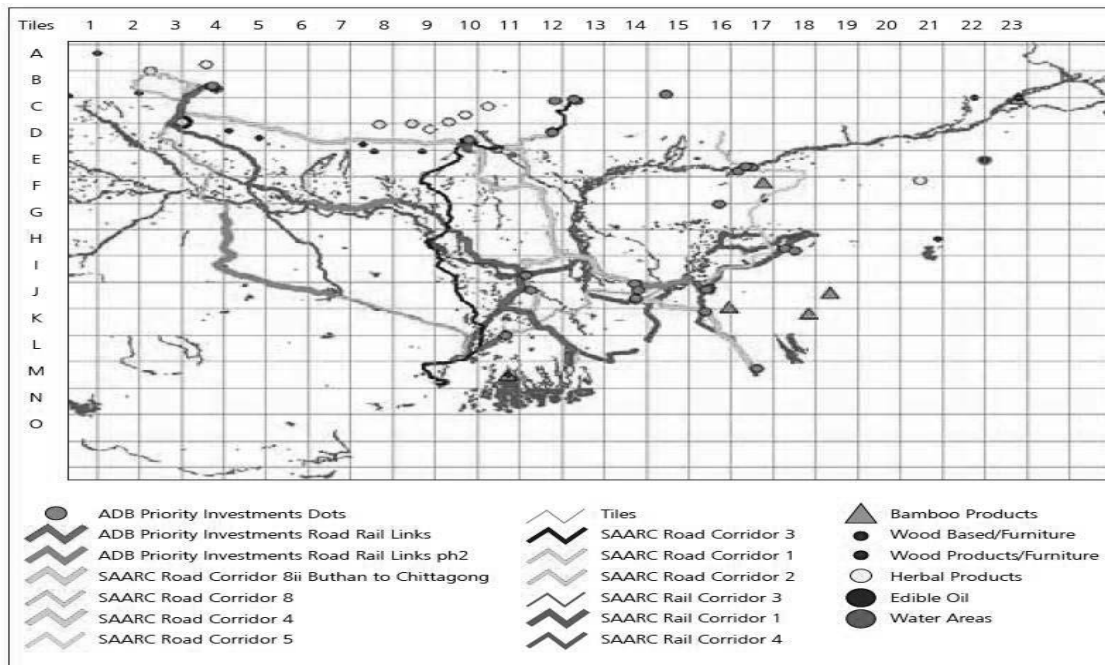 Tiles 1 2 3 4 5 6 7 8 9 10 11 12 13 14 15 16 17 18 19 20 21 22 23
A
B
C
D
E
F
G
H
I
J
K
L
M
N
O
ADB Priority Investments Dots
ADB Priority Investments Road Rail Links
ADB Priority Investments Road Rail Links ph2
SAARC Road Corridor 8ii Buthan to Chittagong
SAARC Road Corridor 8
SAARC Road Corridor 4
SAARC Road Corridor 5
Tiles
SAARC Road Corridor 3
SAARC Road Corridor 1
SAARC Road Corridor 2
SAARC Rail Corridor 3
SAARC Rail Corridor 1
SAARC Rail Corridor 4
Bamboo Products
Wood Based/Furniture
Wood Products/Furniture
Herbal Products
Edible Oil
Water Areas